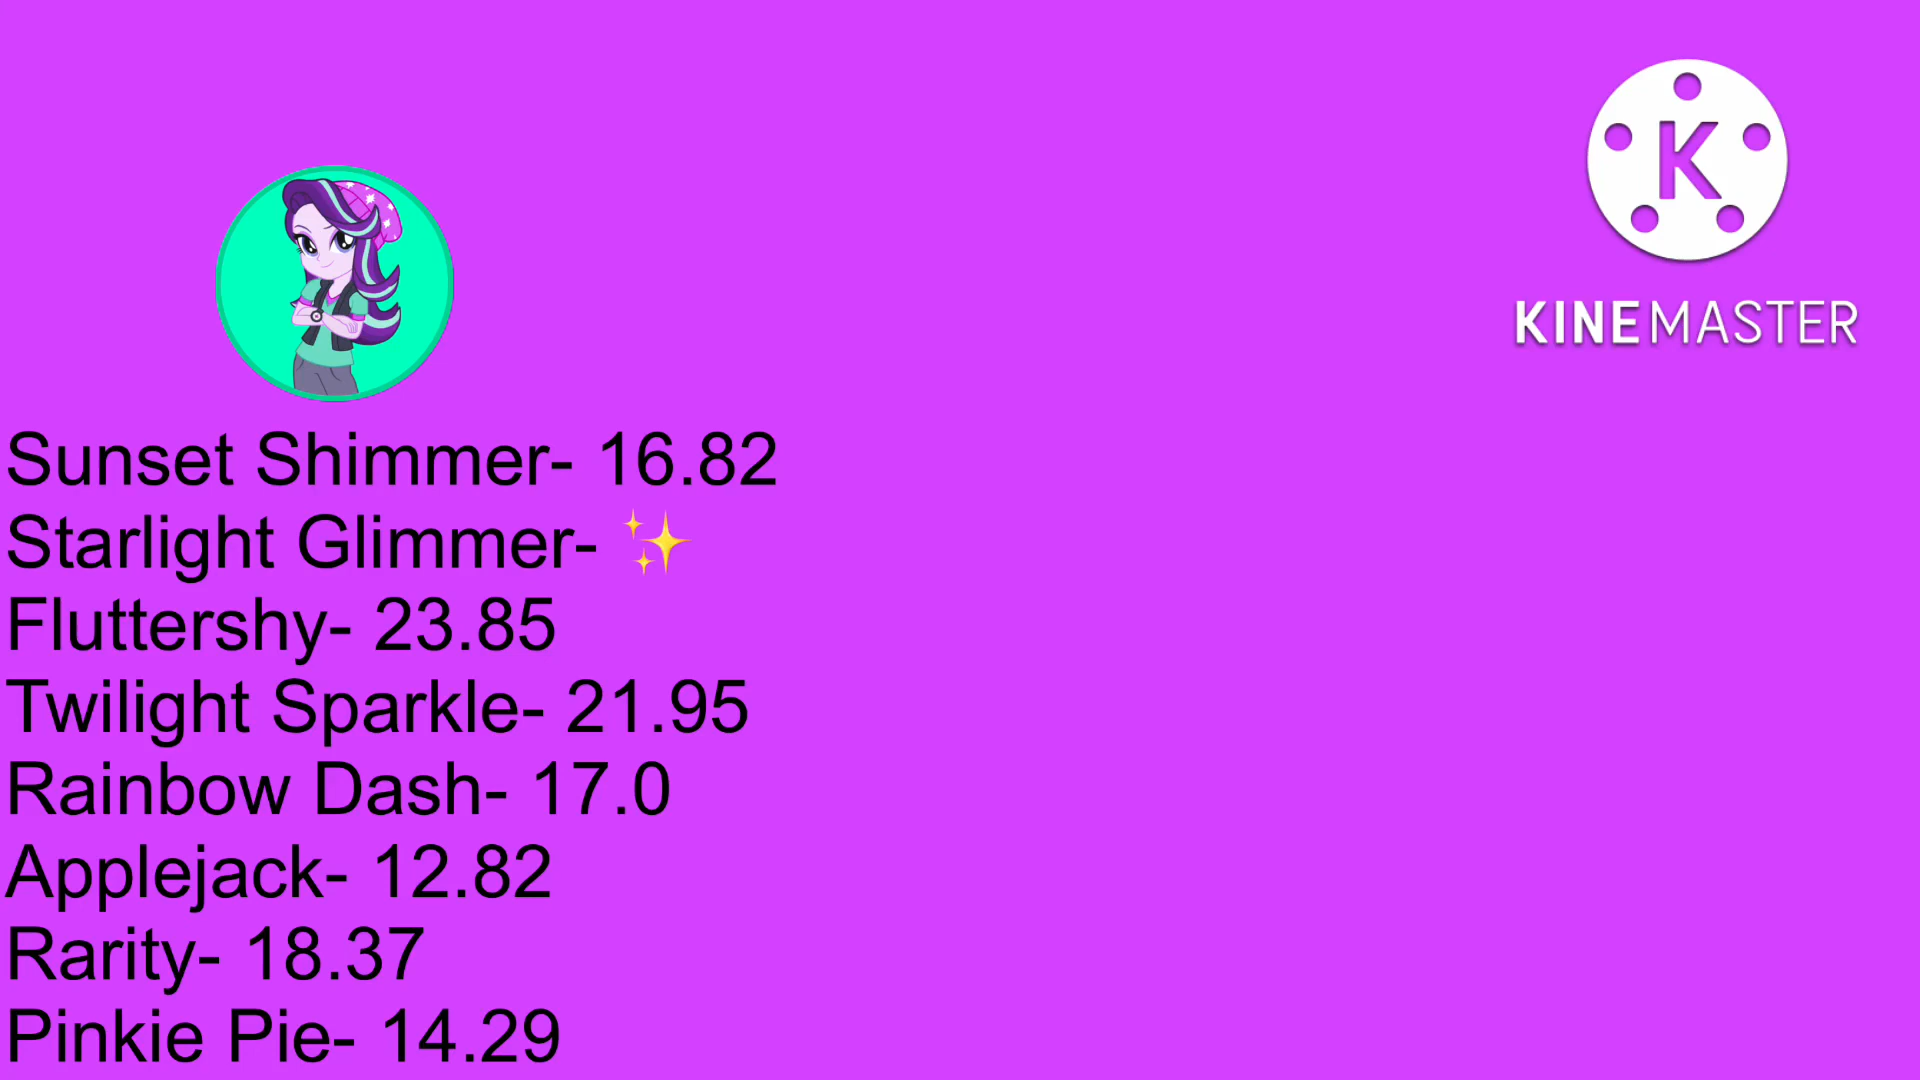 K
KINEMASTER
Sunset Shimmer- 16.82
Starlight Glimmer- ✨
Fluttershy- 23.85
Twilight Sparkle- 21.95
Rainbow Dash- 17.0
Applejack- 12.82
Rarity- 18.37
Pinkie Pie- 14.29